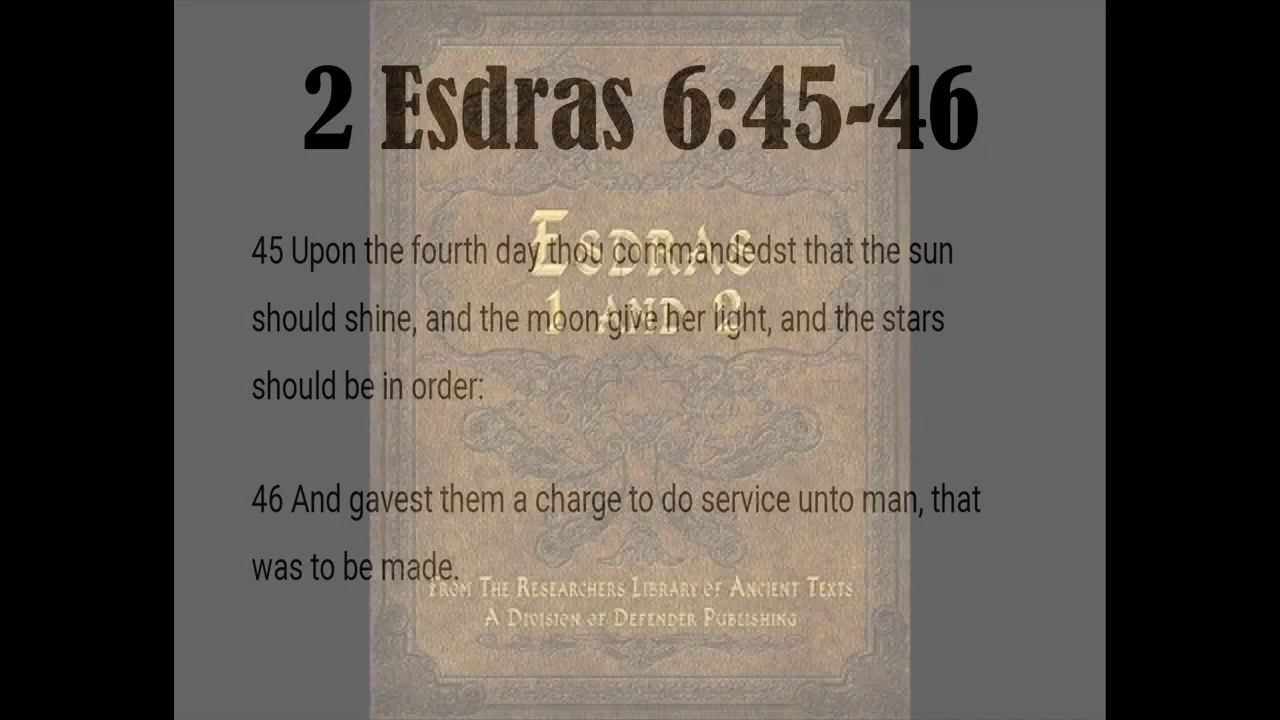 2 Esdras 6:45-46
ESDRAS
1 AND 2
45 Upon the fourth day thou commandedst that the sun
should shine, and the moon give her light, and the stars
should be in order:
46 And gavest them a charge to do service unto man, that
was to be made.
FROM THE RESEARCHERS LIBRARY OF ANCIENT TEXTS
A DIVISION OF DEFENDER PUBLISHING